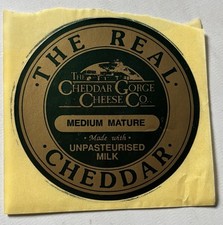 · THE REAL ·
THE
CHEDDAR GORGE
CHEESE CO.
MEDIUM MATURE
• Made with •
UNPASTEURISED
MILK
CHEDDAR